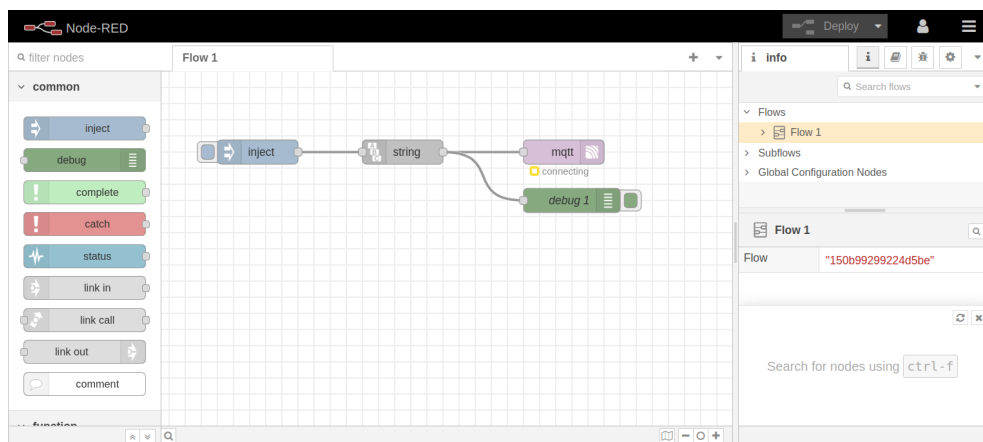 Node-RED
Deploy
filter nodes
Flow 1
i info
i
common
Search flows
inject
debug
complete
catch
status
link in
link call
link out
comment
function
inject
string
mqtt
connecting
debug 1
Flows
Flow 1
Subflows
Global Configuration Nodes
Flow 1
Flow "150b99299224d5be"
Search for nodes using ctrl-f